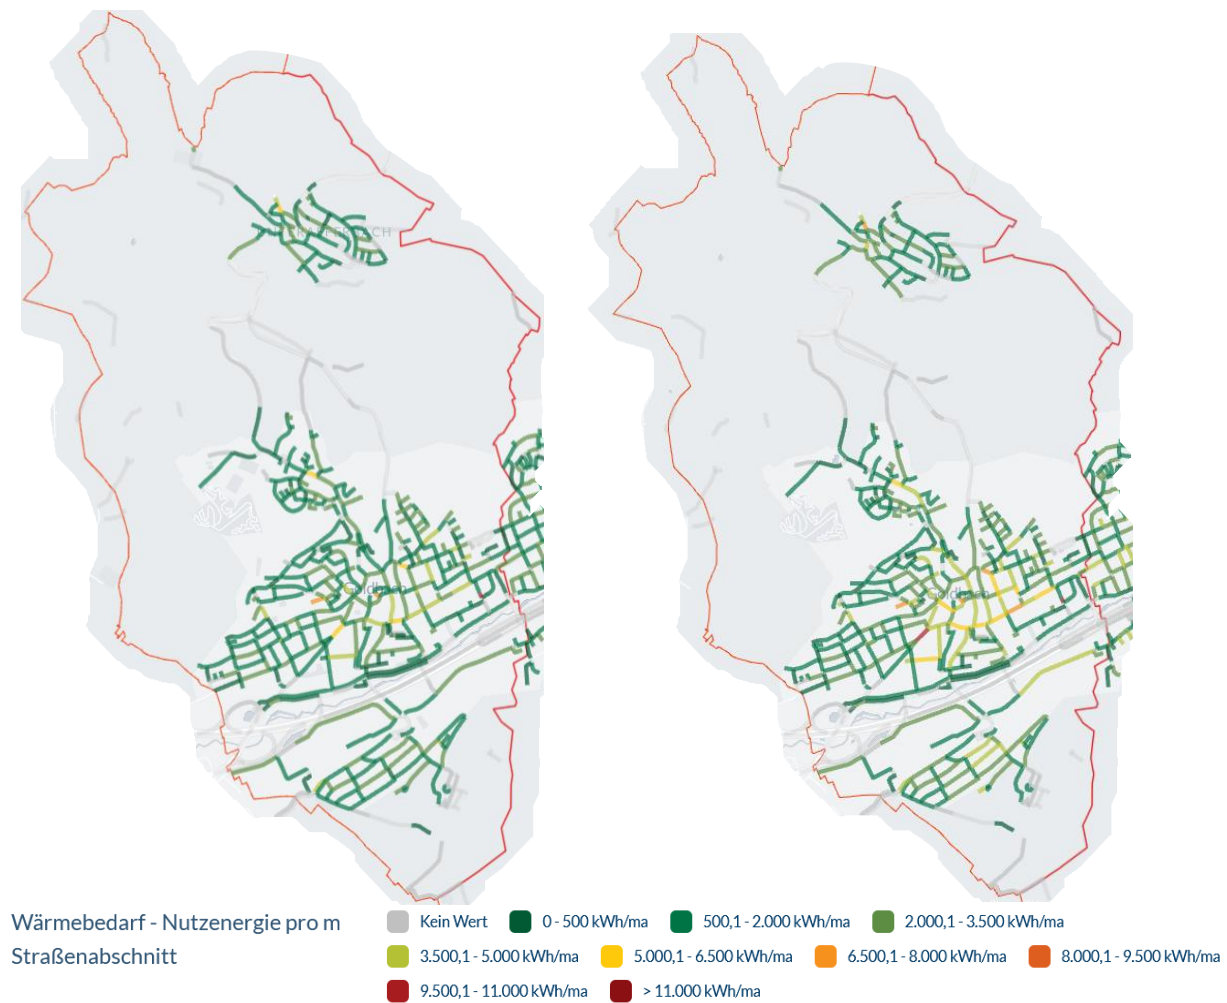 UNTERAFFERBACH
Goldbach
Goldbach
Wärmebedarf - Nutzenergie pro m
Straßenabschnitt
Kein Wert
0 - 500 kWh/ma
500,1 - 2.000 kWh/ma
2.000,1 - 3.500 kWh/ma
3.500,1 - 5.000 kWh/ma
5.000,1 - 6.500 kWh/ma
6.500,1 - 8.000 kWh/ma
8.000,1 - 9.500 kWh/ma
9.500,1 - 11.000 kWh/ma
> 11.000 kWh/ma